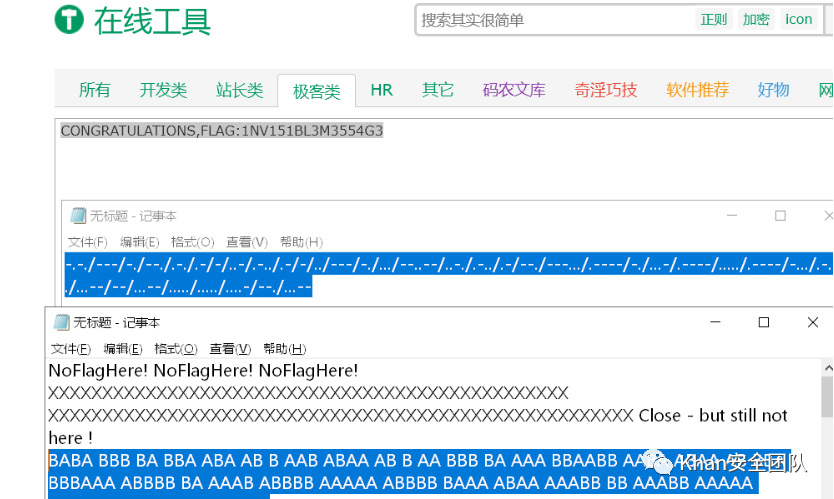 在线工具
搜索其实很简单 正则 加密 icon
所有 开发类 站长类 极客类 HR 其它 码农文库 奇淫巧技 软件推荐 好物
CONGRATULATIONS,FLAG:1NV151BL3M3554G3
无标题 - 记事本
文件(F) 编辑(E) 格式(O) 查看(V) 帮助(H)
-.-./---/-./--./.-./.-/-/..-/.-../.-/-/../---/-./.../--..--/..-./.-../.-/--./---.../.----/-./...-/.----/...../.----/-.../.-
./...--/--/...--/...../...../....-/--./...--
无标题 - 记事本
文件(F) 编辑(E) 格式(O) 查看(V) 帮助(H)
NoFlagHere! NoFlagHere! NoFlagHere!
XXXXXXXXXXXXXXXXXXXXXXXXXXXXXXXXXXXXXXXXXXXXXXXX
XXXXXXXXXXXXXXXXXXXXXXXXXXXXXXXXXXXXXXXXXXXXXXXXXXXXXX Close - but still not
here !
BABA BBB BA BBA ABA AB B AAB ABAA AB B AA BBB BA AAA BBAABB
BBBAAA ABBBB BA AAAB ABBBB AAAAA ABBBB BAAA ABAA AAABB BB AAABB AAAAA
Khan安全团队